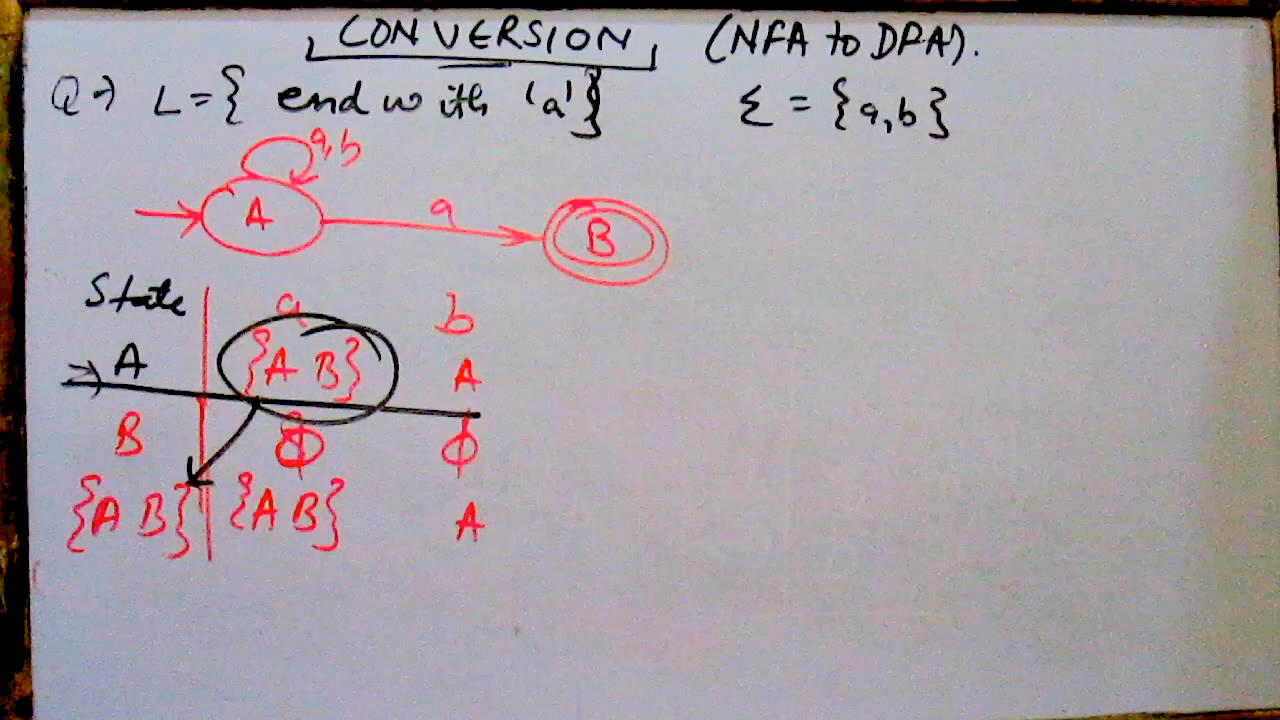 CONVERSION (NFA to DFA).
Q→ L={ end with 'a'} Σ = {a,b}
a,b
A a B
State a b
→ A {A B} A
B ϕ ϕ
{A B} {A B} A